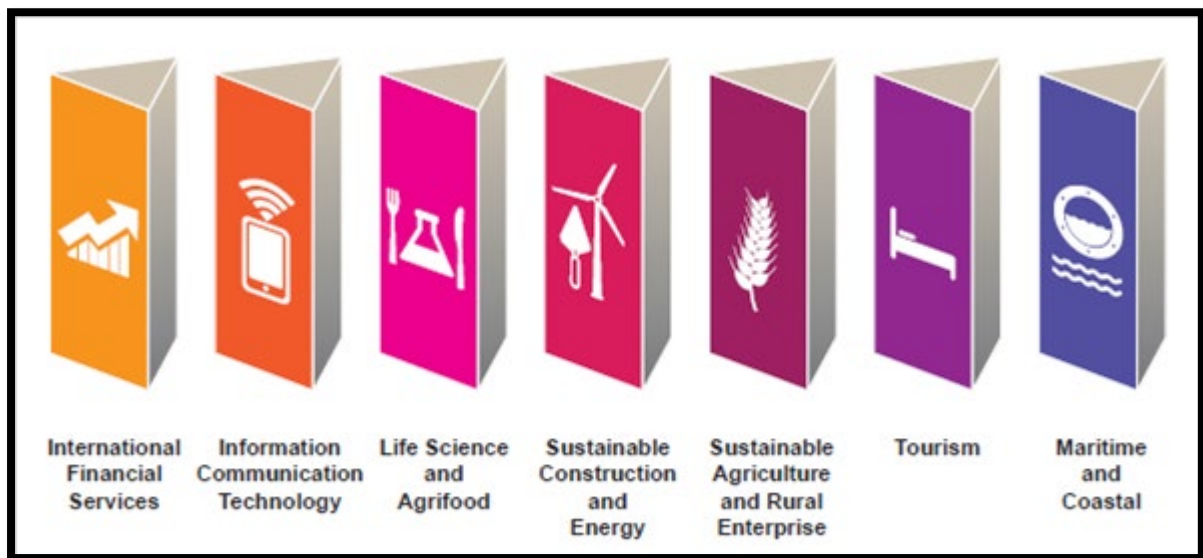 International
Financial
Services
Information
Communication
Technology
Life Science
and
Agrifood
Sustainable
Construction
and
Energy
Sustainable
Agriculture
and Rural
Enterprise
Tourism
Maritime
and
Coastal